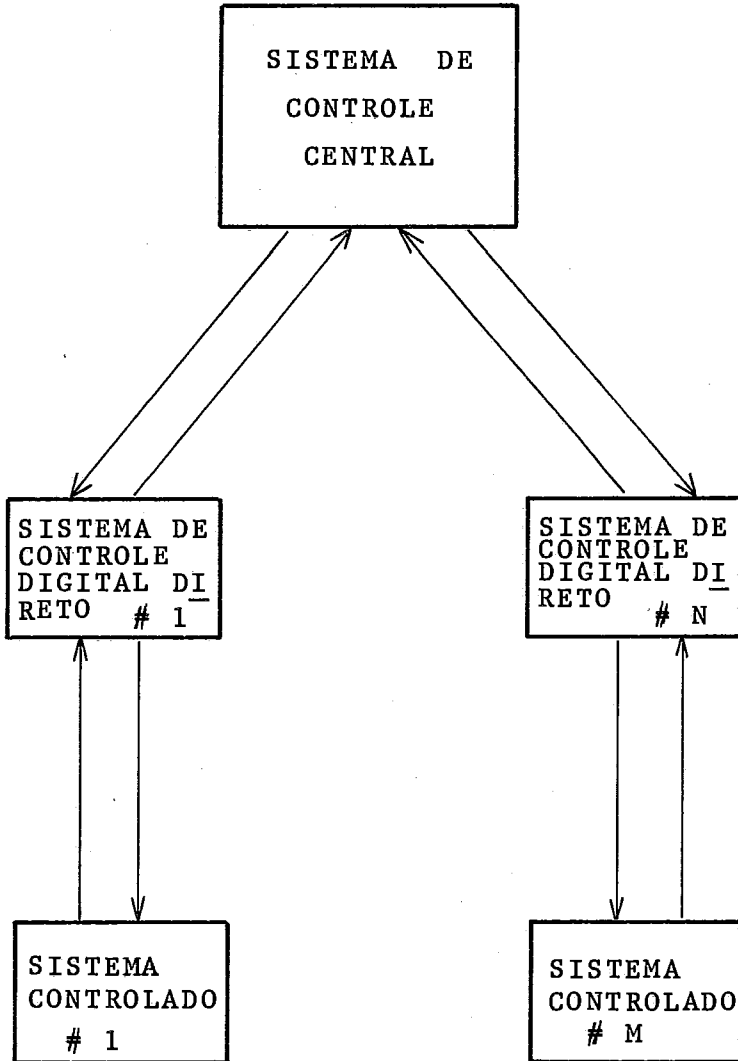 SISTEMA DE
CONTROLE
CENTRAL
SISTEMA DE
CONTROLE
DIGITAL DI
RETO # 1
SISTEMA DE
CONTROLE
DIGITAL DI
RETO # N
SISTEMA
CONTROLADO
# 1
SISTEMA
CONTROLADO
# M